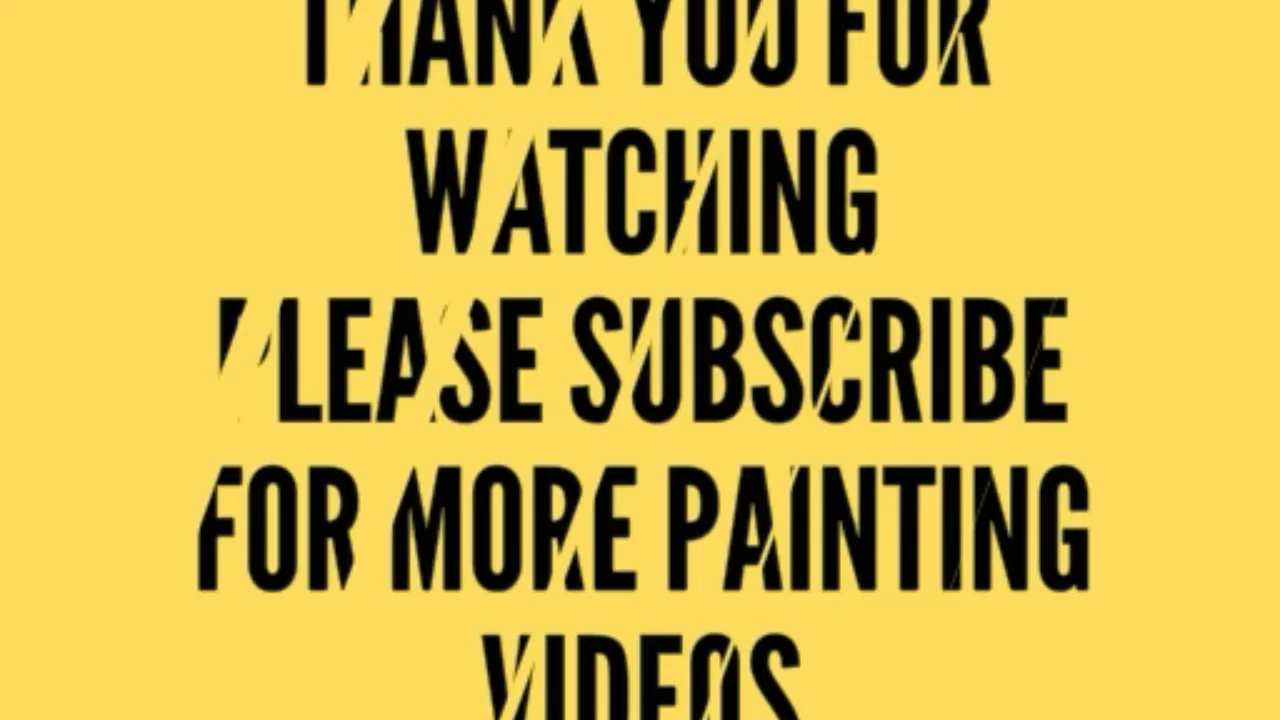 THANK YOU FOR
WATCHING
PLEASE SUBSCRIBE
FOR MORE PAINTING
VIDEOS